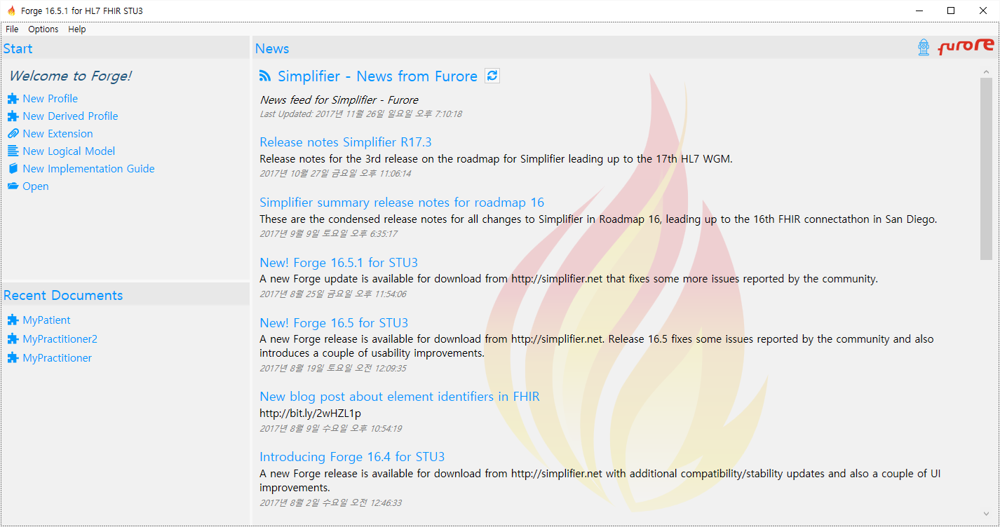 Forge 16.5.1 for HL7 FHIR STU3
File Options Help
Start
Welcome to Forge!
New Profile
New Derived Profile
New Extension
New Logical Model
New Implementation Guide
Open
Recent Documents
MyPatient
MyPractitioner2
MyPractitioner
News
furore
Simplifier - News from Furore
News feed for Simplifier - Furore
Last Updated: 2017년 11월 26일 일요일 오후 7:10:18
Release notes Simplifier R17.3
Release notes for the 3rd release on the roadmap for Simplifier leading up to the 17th HL7 WGM.
2017년 10월 27일 금요일 오후 11:06:14
Simplifier summary release notes for roadmap 16
These are the condensed release notes for all changes to Simplifier in Roadmap 16, leading up to the 16th FHIR connectathon in San Diego.
2017년 9월 9일 토요일 오후 6:35:17
New! Forge 16.5.1 for STU3
A new Forge update is available for download from http://simplifier.net that fixes some more issues reported by the community.
2017년 8월 25일 금요일 오후 11:54:06
New! Forge 16.5 for STU3
A new Forge release is available for download from http://simplifier.net. Release 16.5 fixes some issues reported by the community and also
introduces a couple of usability improvements.
2017년 8월 19일 토요일 오전 12:09:35
New blog post about element identifiers in FHIR
http://bit.ly/2wHZL1p
2017년 8월 9일 수요일 오후 10:54:19
Introducing Forge 16.4 for STU3
A new Forge release is available for download from http://simplifier.net with additional compatibility/stability updates and also a couple of UI
improvements.
2017년 8월 2일 수요일 오전 12:46:33